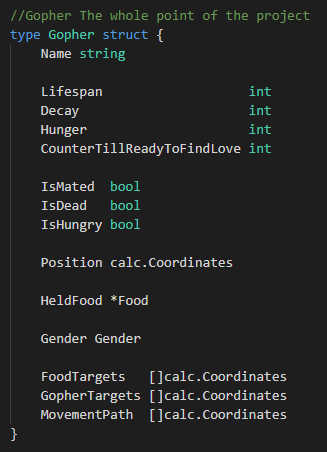 //Gopher The whole point of the project
type Gopher struct {
Name string
Lifespan int
Decay int
Hunger int
CounterTillReadyToFindLove int
IsMated bool
IsDead bool
IsHungry bool
Position calc.Coordinates
HeldFood *Food
Gender Gender
FoodTargets []calc.Coordinates
GopherTargets []calc.Coordinates
MovementPath []calc.Coordinates
}